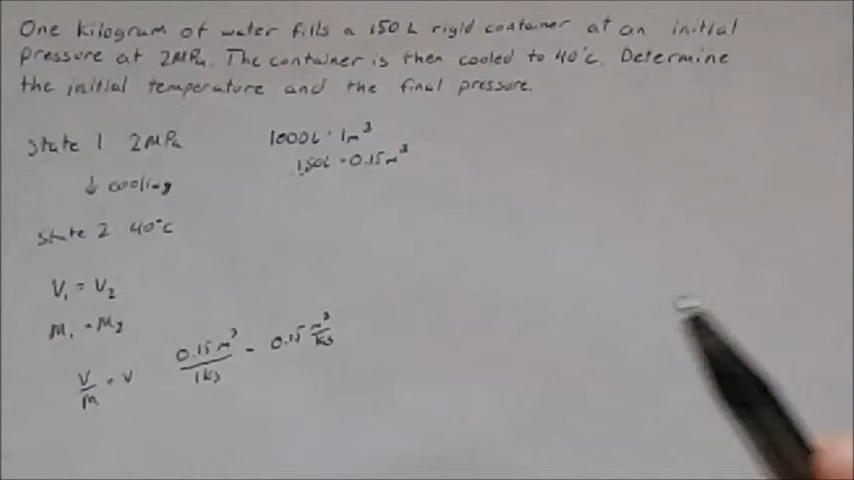 One kilogram of water fills a 150 L rigid container at an initial
pressure at 2MPa. The container is then cooled to 40°C. Determine
the initial temperature and the final pressure.
State 1 2MPa
1000L = 1m³
150L = 0.15m³
↓ cooling
State 2 40°C
V₁ = V₂
M₁ = M₂
V/M = v 0.15m³/1kg = 0.15 m³/kg